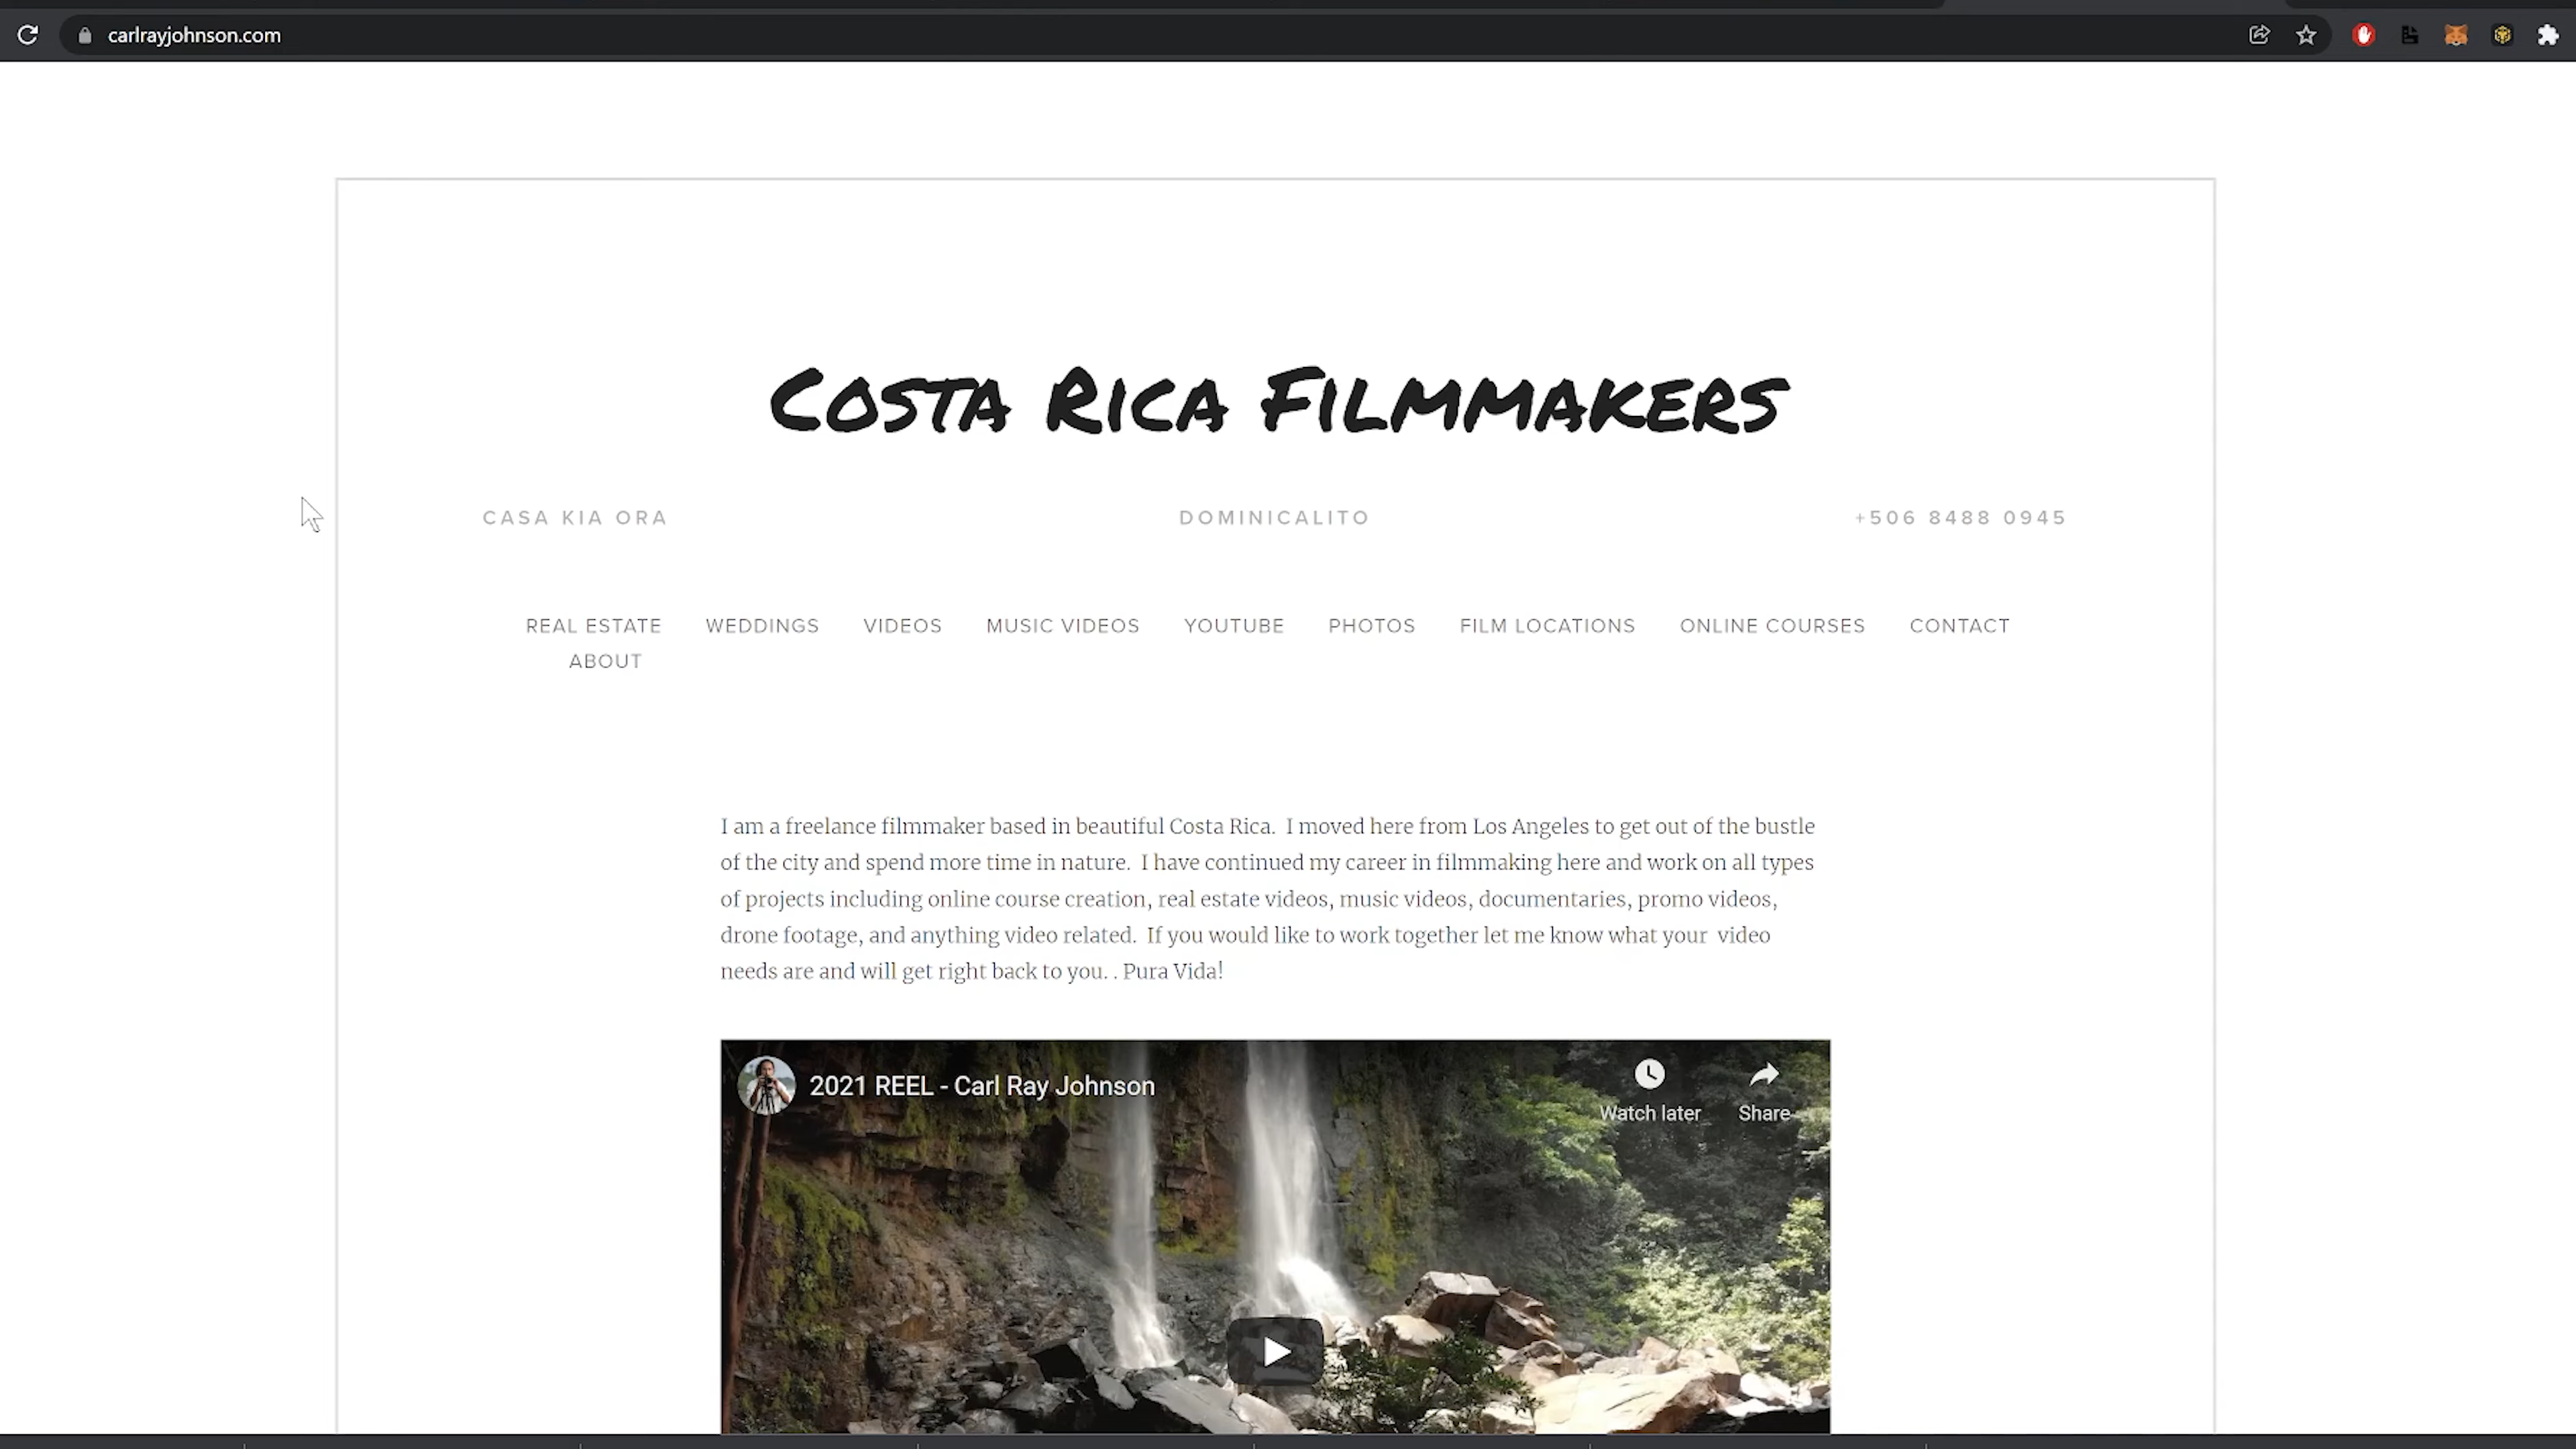 carlrayjohnson.com
COSTA RICA FILMMAKERS
CASA KIA ORA DOMINICALITO +506 8488 0945
REAL ESTATE WEDDINGS VIDEOS MUSIC VIDEOS YOUTUBE PHOTOS FILM LOCATIONS ONLINE COURSES CONTACT
ABOUT
I am a freelance filmmaker based in beautiful Costa Rica.  I moved here from Los Angeles to get out of the bustle
of the city and spend more time in nature.  I have continued my career in filmmaking here and work on all types
of projects including online course creation, real estate videos, music videos, documentaries, promo videos,
drone footage, and anything video related.  If you would like to work together let me know what your  video
needs are and will get right back to you. . Pura Vida!
2021 REEL - Carl Ray Johnson
Watch later Share